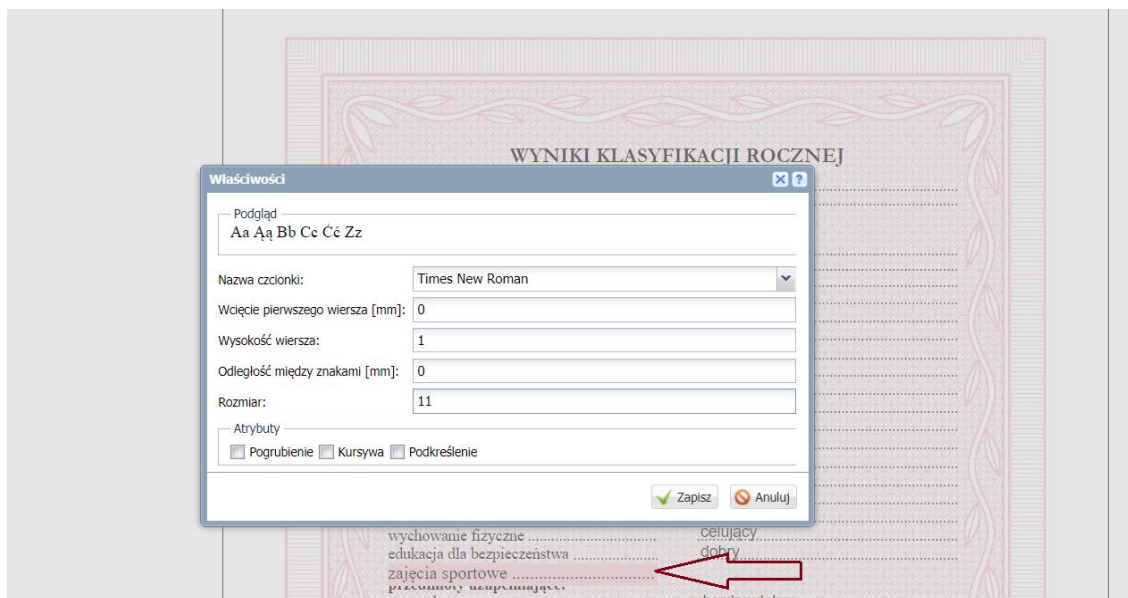 WYNIKI KLASYFIKACJI ROCZNEJ
Właściwości
Podgląd
Aa Ąą Bb Cc Ćć Zz
Nazwa czcionki: Times New Roman
Wcięcie pierwszego wiersza [mm]: 0
Wysokość wiersza: 1
Odległość między znakami [mm]: 0
Rozmiar: 11
Atrybuty
Pogrubienie Kursywa Podkreślenie
Zapisz Anuluj
wychowanie fizyczne .......................... celujący
edukacja dla bezpieczeństwa ................. dobry
zajęcia sportowe ..........................
przedmioty uzupełniające: